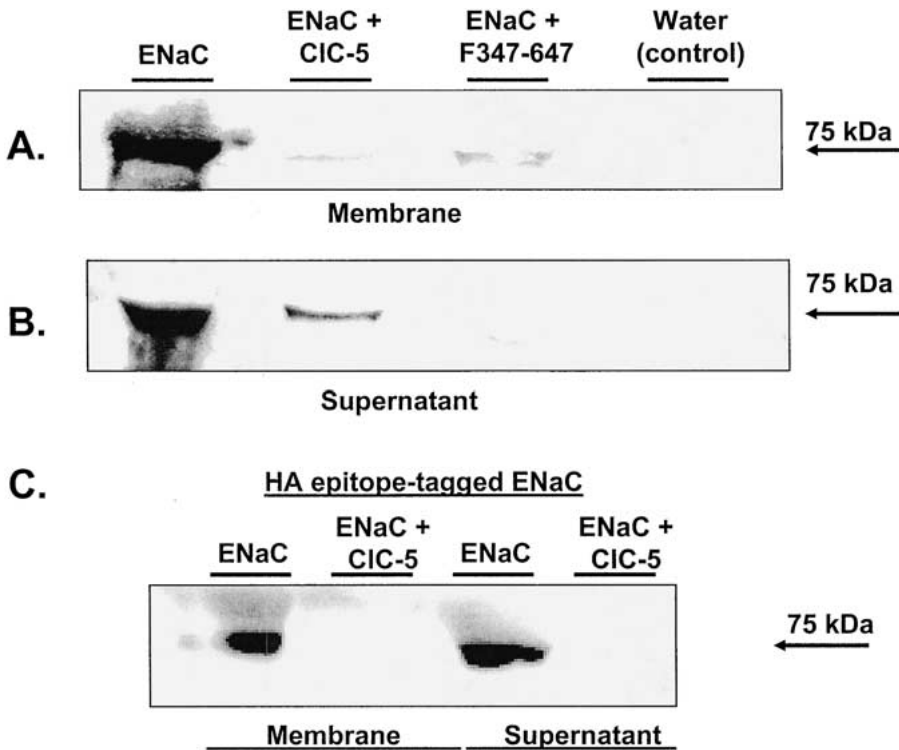 ENaC
ENaC +
ClC-5
ENaC +
F347-647
Water
(control)
A.
75 kDa
Membrane
B.
75 kDa
Supernatant
C.
HA epitope-tagged ENaC
ENaC
ENaC +
ClC-5
ENaC
ENaC +
ClC-5
75 kDa
Membrane
Supernatant